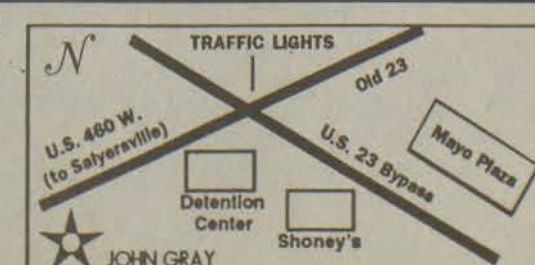 N
TRAFFIC LIGHTS
Old 23
U.S. 460 W.
(to Salyersville)
U.S. 23 Bypass
Mayo Plaza
Detention
Center
Shoney's
JOHN GRAY